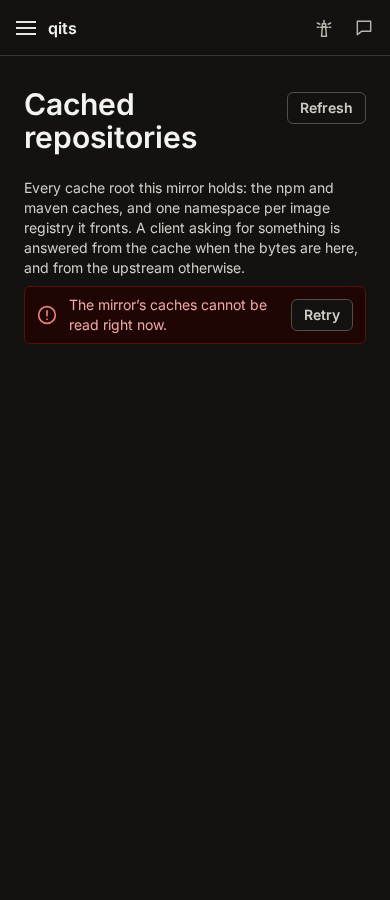 qits
Cached
repositories
Refresh
Every cache root this mirror holds: the npm and
maven caches, and one namespace per image
registry it fronts. A client asking for something is
answered from the cache when the bytes are here,
and from the upstream otherwise.
The mirror’s caches cannot be
read right now.
Retry